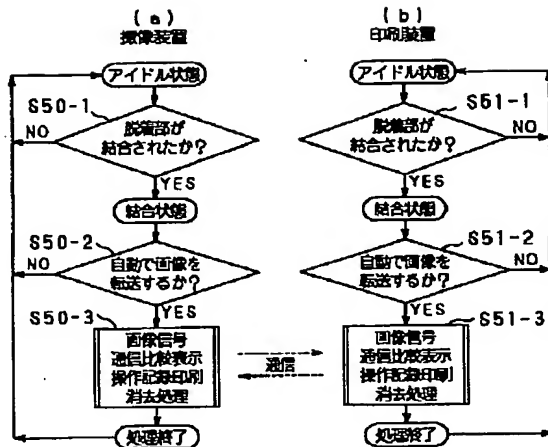 (a)
撮像装置
アイドル状態
S50-1
脱着部が
結合されたか?
NO
YES
結合状態
S50-2
自動で画像を
転送するか?
NO
YES
S50-3
画像信号
通信比較表示
操作記録印刷
消去処理
処理終了
通信
(b)
印刷装置
アイドル状態
S51-1
脱着部が
結合されたか?
NO
YES
結合状態
S51-2
自動で画像を
転送するか?
NO
YES
S51-3
画像信号
通信比較表示
操作記録印刷
消去処理
処理終了